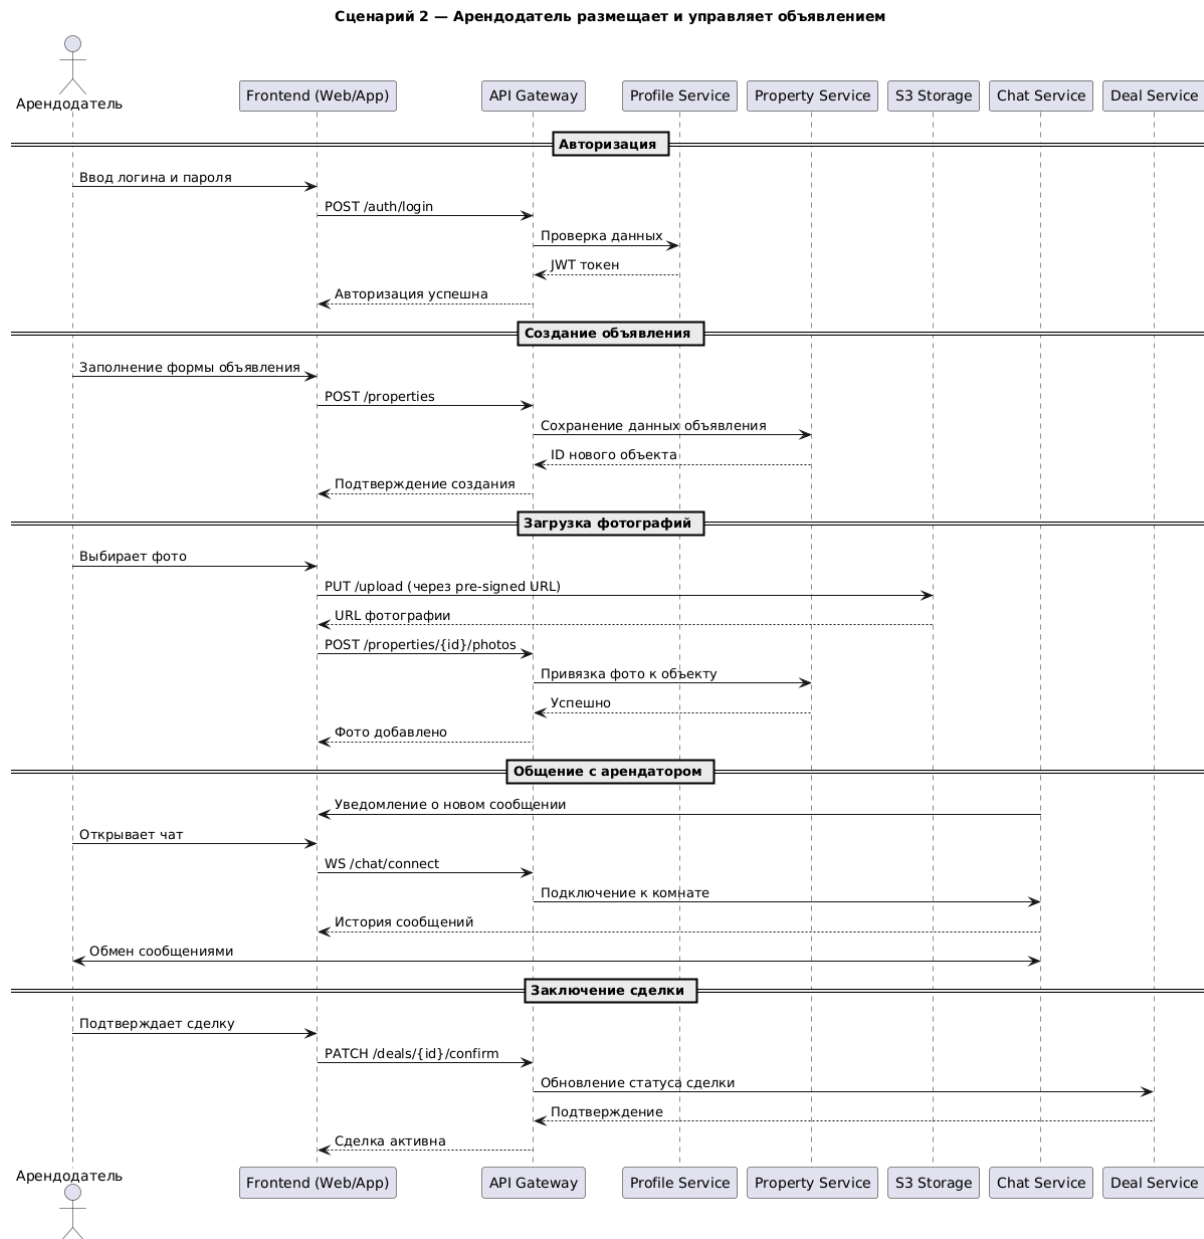 Сценарий 2 — Арендодатель размещает и управляет объявлением
Арендодатель
Frontend (Web/App)
API Gateway
Profile Service
Property Service
S3 Storage
Chat Service
Deal Service
Авторизация
Ввод логина и пароля
POST /auth/login
Проверка данных
JWT токен
Авторизация успешна
Создание объявления
Заполнение формы объявления
POST /properties
Сохранение данных объявления
ID нового объекта
Подтверждение создания
Загрузка фотографий
Выбирает фото
PUT /upload (через pre-signed URL)
URL фотографии
POST /properties/{id}/photos
Привязка фото к объекту
Успешно
Фото добавлено
Общение с арендатором
Уведомление о новом сообщении
Открывает чат
WS /chat/connect
Подключение к комнате
История сообщений
Обмен сообщениями
Заключение сделки
Подтверждает сделку
PATCH /deals/{id}/confirm
Обновление статуса сделки
Подтверждение
Сделка активна
Арендодатель
Frontend (Web/App)
API Gateway
Profile Service
Property Service
S3 Storage
Chat Service
Deal Service